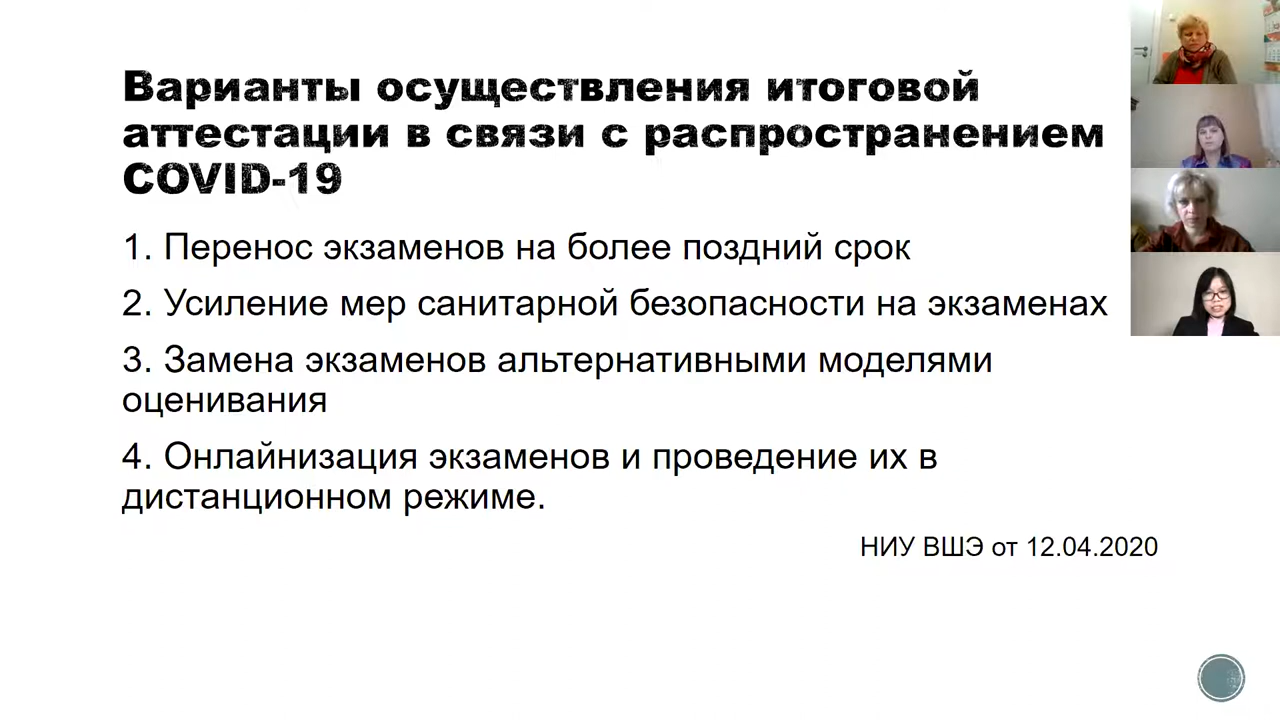 Варианты осуществления итоговой
аттестации в связи с распространением
COVID-19
1. Перенос экзаменов на более поздний срок
2. Усиление мер санитарной безопасности на экзаменах
3. Замена экзаменов альтернативными моделями
оценивания
4. Онлайнизация экзаменов и проведение их в
дистанционном режиме.
НИУ ВШЭ от 12.04.2020